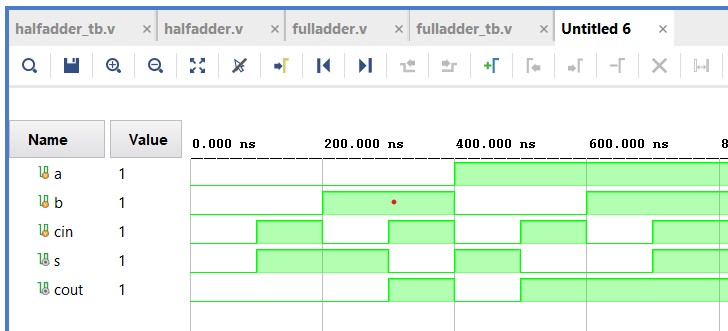 halfadder_tb.v × halfadder.v × fulladder.v × fulladder_tb.v × Untitled 6 ×
Name Value 0.000 ns 200.000 ns 400.000 ns 600.000 ns 8
a 1
b 1
cin 1
s 1
cout 1